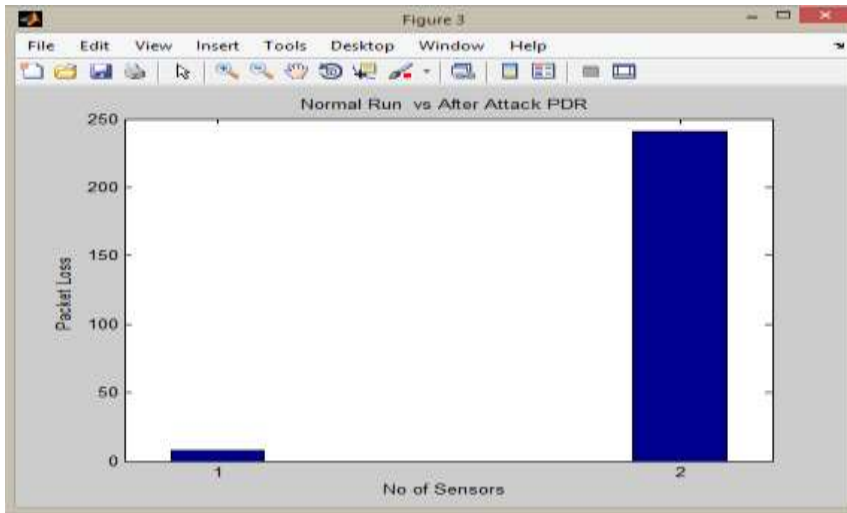 Figure 3
File Edit View Insert Tools Desktop Window Help
Normal Run vs After Attack PDR
250
200
150
100
50
0
Packet Loss
1 2
No of Sensors